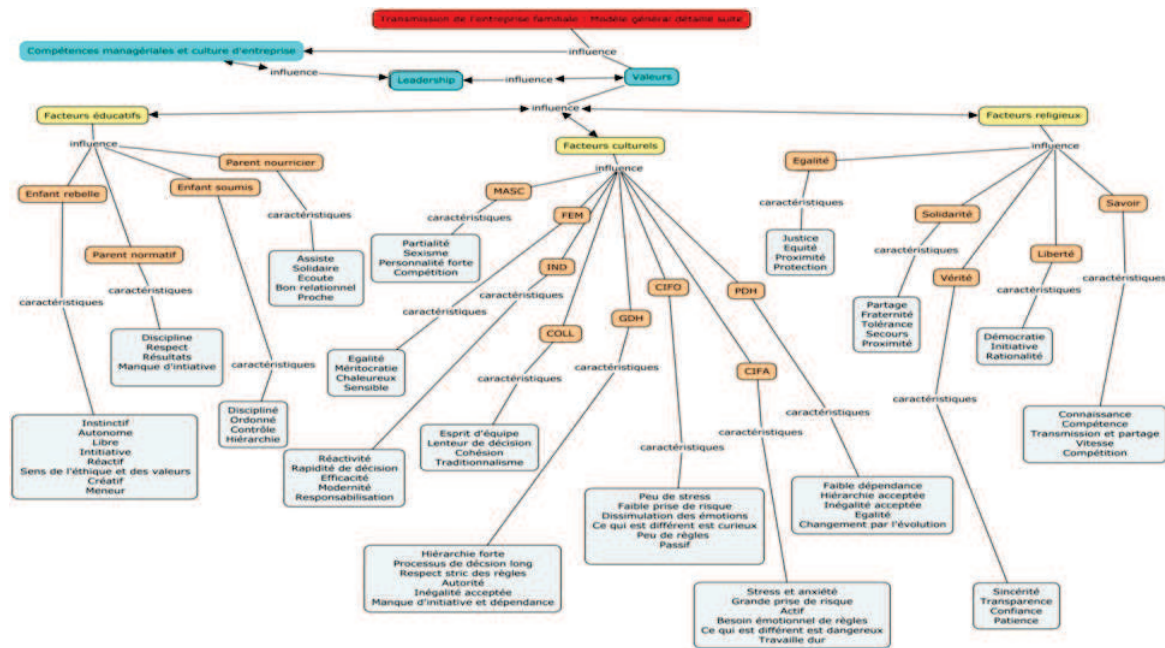 Transmission de l'entreprise familiale : Modèle général détaillé suite
influence
Compétences managériales et culture d'entreprise
influence
Leadership
influence
Valeurs
influence
Facteurs éducatifs
Facteurs culturels
Facteurs religieux
influence
influence
influence
Parent nourricier
Enfant rebelle
Enfant soumis
Parent normatif
caractéristiques
caractéristiques
caractéristiques
caractéristiques
Assiste
Solidaire
Ecoute
Bon relationnel
Proche
Discipline
Respect
Résultats
Manque d'intiative
Instinctif
Autonome
Libre
Intitiative
Réactif
Sens de l'éthique et des valeurs
Créatif
Meneur
Discipliné
Ordonné
Contrôle
Hiérarchie
MASC
caractéristiques
Partialité
Sexisme
Personnalité forte
Compétition
FEM
caractéristiques
Egalité
Méritocratie
Chaleureux
Sensible
IND
caractéristiques
Réactivité
Rapidité de décision
Efficacité
Modernité
Responsabilisation
COLL
caractéristiques
Esprit d'équipe
Lenteur de décision
Cohésion
Traditionnalisme
GDH
caractéristiques
Hiérarchie forte
Processus de décsion long
Respect stric des règles
Autorité
Inégalité acceptée
Manque d'initiative et dépendance
CIFO
caractéristiques
Peu de stress
Faible prise de risque
Dissimulation des émotions
Ce qui est différent est curieux
Peu de règles
Passif
CIFA
caractéristiques
Stress et anxiété
Grande prise de risque
Actif
Besoin émotionnel de règles
Ce qui est différent est dangereux
Travaille dur
PDH
caractéristiques
Faible dépendance
Hiérarchie acceptée
Inégalité acceptée
Egalité
Changement par l'évolution
Egalité
caractéristiques
Justice
Equité
Proximité
Protection
Solidarité
caractéristiques
Partage
Fraternité
Tolérance
Secours
Proximité
Vérité
caractéristiques
Sincérité
Transparence
Confiance
Patience
Liberté
caractéristiques
Démocratie
Initiative
Rationalité
Savoir
caractéristiques
Connaissance
Compétence
Transmission et partage
Vitesse
Compétition